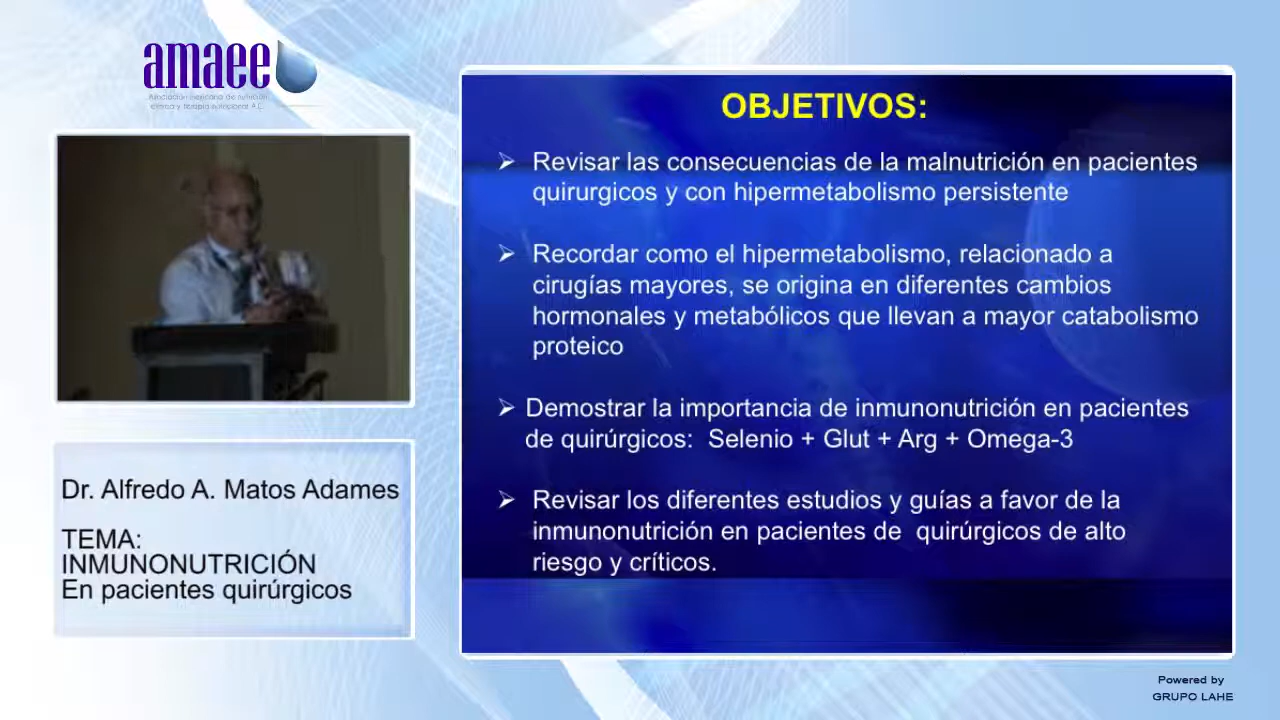 amaee
Asociación mexicana de nutrición
enteral y terapia nutricional A.C.
Dr. Alfredo A. Matos Adames
TEMA:
INMUNONUTRICIÓN
En pacientes quirúrgicos
OBJETIVOS:
Revisar las consecuencias de la malnutrición en pacientes
quirurgicos y con hipermetabolismo persistente
Recordar como el hipermetabolismo, relacionado a
cirugías mayores, se origina en diferentes cambios
hormonales y metabólicos que llevan a mayor catabolismo
proteico
Demostrar la importancia de inmunonutrición en pacientes
de quirúrgicos: Selenio + Glut + Arg + Omega-3
Revisar los diferentes estudios y guías a favor de la
inmunonutrición en pacientes de quirúrgicos de alto
riesgo y críticos.
Powered by
GRUPO LAHE